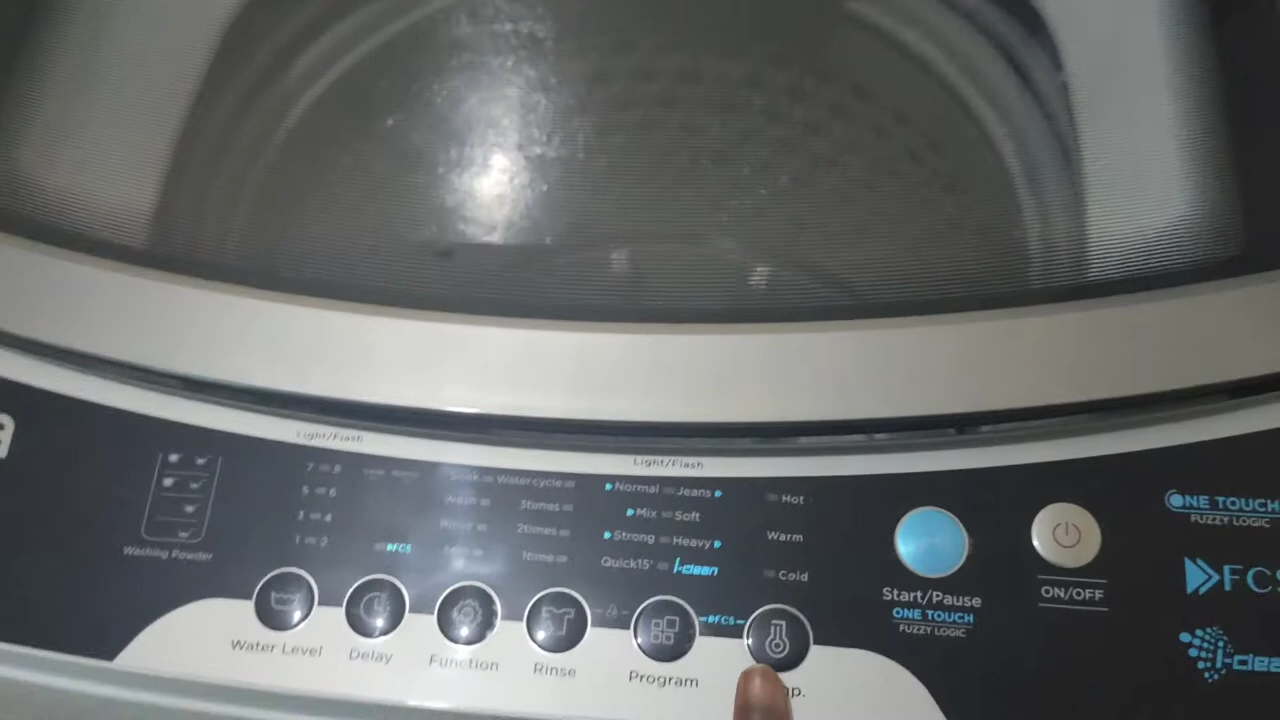 Light/Flash
Light/Flash
7 8
5 6
3 4
1 2
FCS
Soak Watercycle
Wash 3times
Rinse 2times
1time
Normal Jeans
Mix Soft
Strong Heavy
Quick15' i-clean
Hot
Warm
Cold
Washing Powder
Water Level
Delay
Function
Rinse
Program
FCS
p.
Start/Pause
ONE TOUCH
FUZZY LOGIC
ON/OFF
ONE TOUCH
FUZZY LOGIC
FCS
i-clea